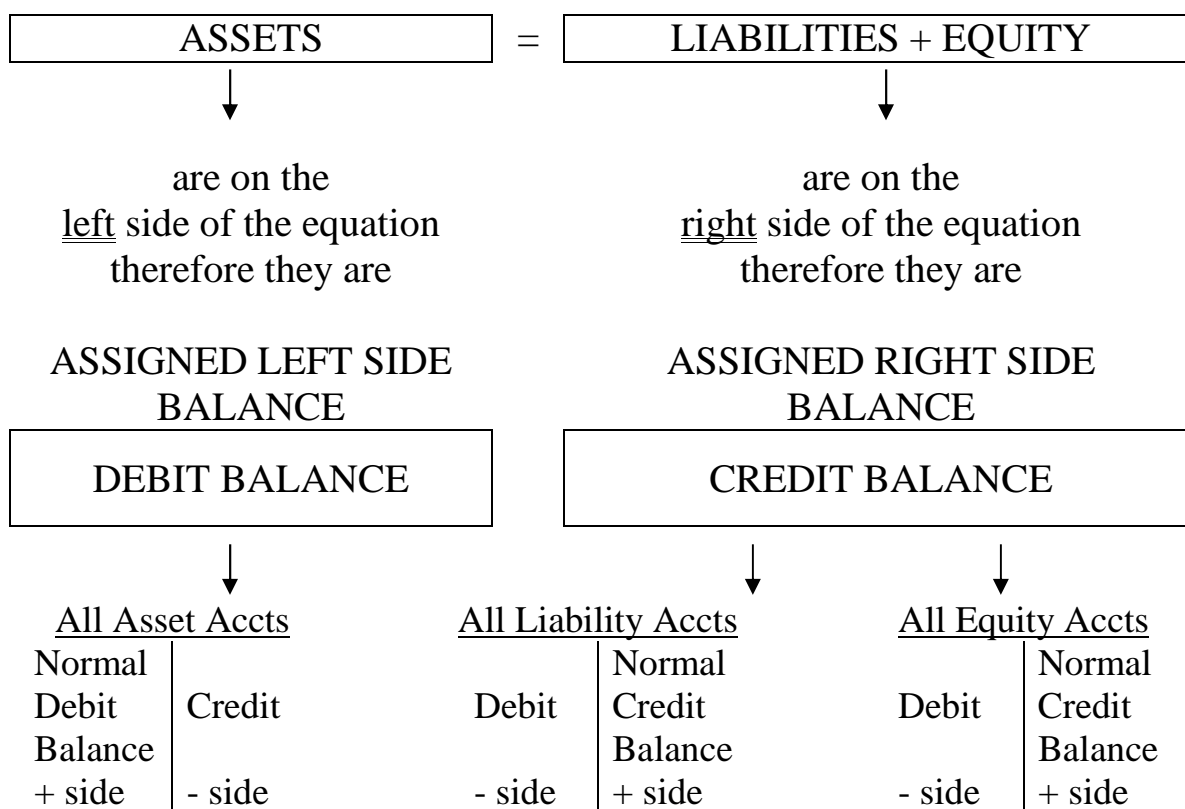 ASSETS = LIABILITIES + EQUITY
are on the are on the
left side of the equation right side of the equation
therefore they are therefore they are
ASSIGNED LEFT SIDE ASSIGNED RIGHT SIDE
BALANCE BALANCE
DEBIT BALANCE CREDIT BALANCE
All Asset Accts All Liability Accts All Equity Accts
Normal Normal Normal
Debit Credit Debit Credit Debit Credit
Balance Balance Balance
+ side - side - side + side - side + side